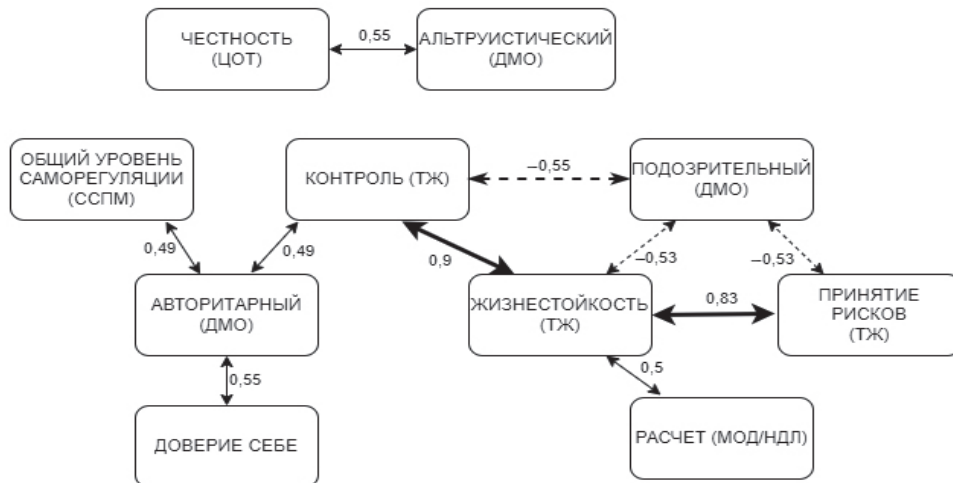 ЧЕСТНОСТЬ
(ЦОТ)
0,55
АЛЬТРУИСТИЧЕСКИЙ
(ДМО)
ОБЩИЙ УРОВЕНЬ
САМОРЕГУЛЯЦИИ
(ССПМ)
КОНТРОЛЬ (ТЖ)
–0,55
ПОДОЗРИТЕЛЬНЫЙ
(ДМО)
0,49
0,49
0,9
–0,53
–0,53
АВТОРИТАРНЫЙ
(ДМО)
ЖИЗНЕСТОЙКОСТЬ
(ТЖ)
0,83
ПРИНЯТИЕ
РИСКОВ
(ТЖ)
0,55
0,5
ДОВЕРИЕ СЕБЕ
РАСЧЕТ (МОД/НДЛ)